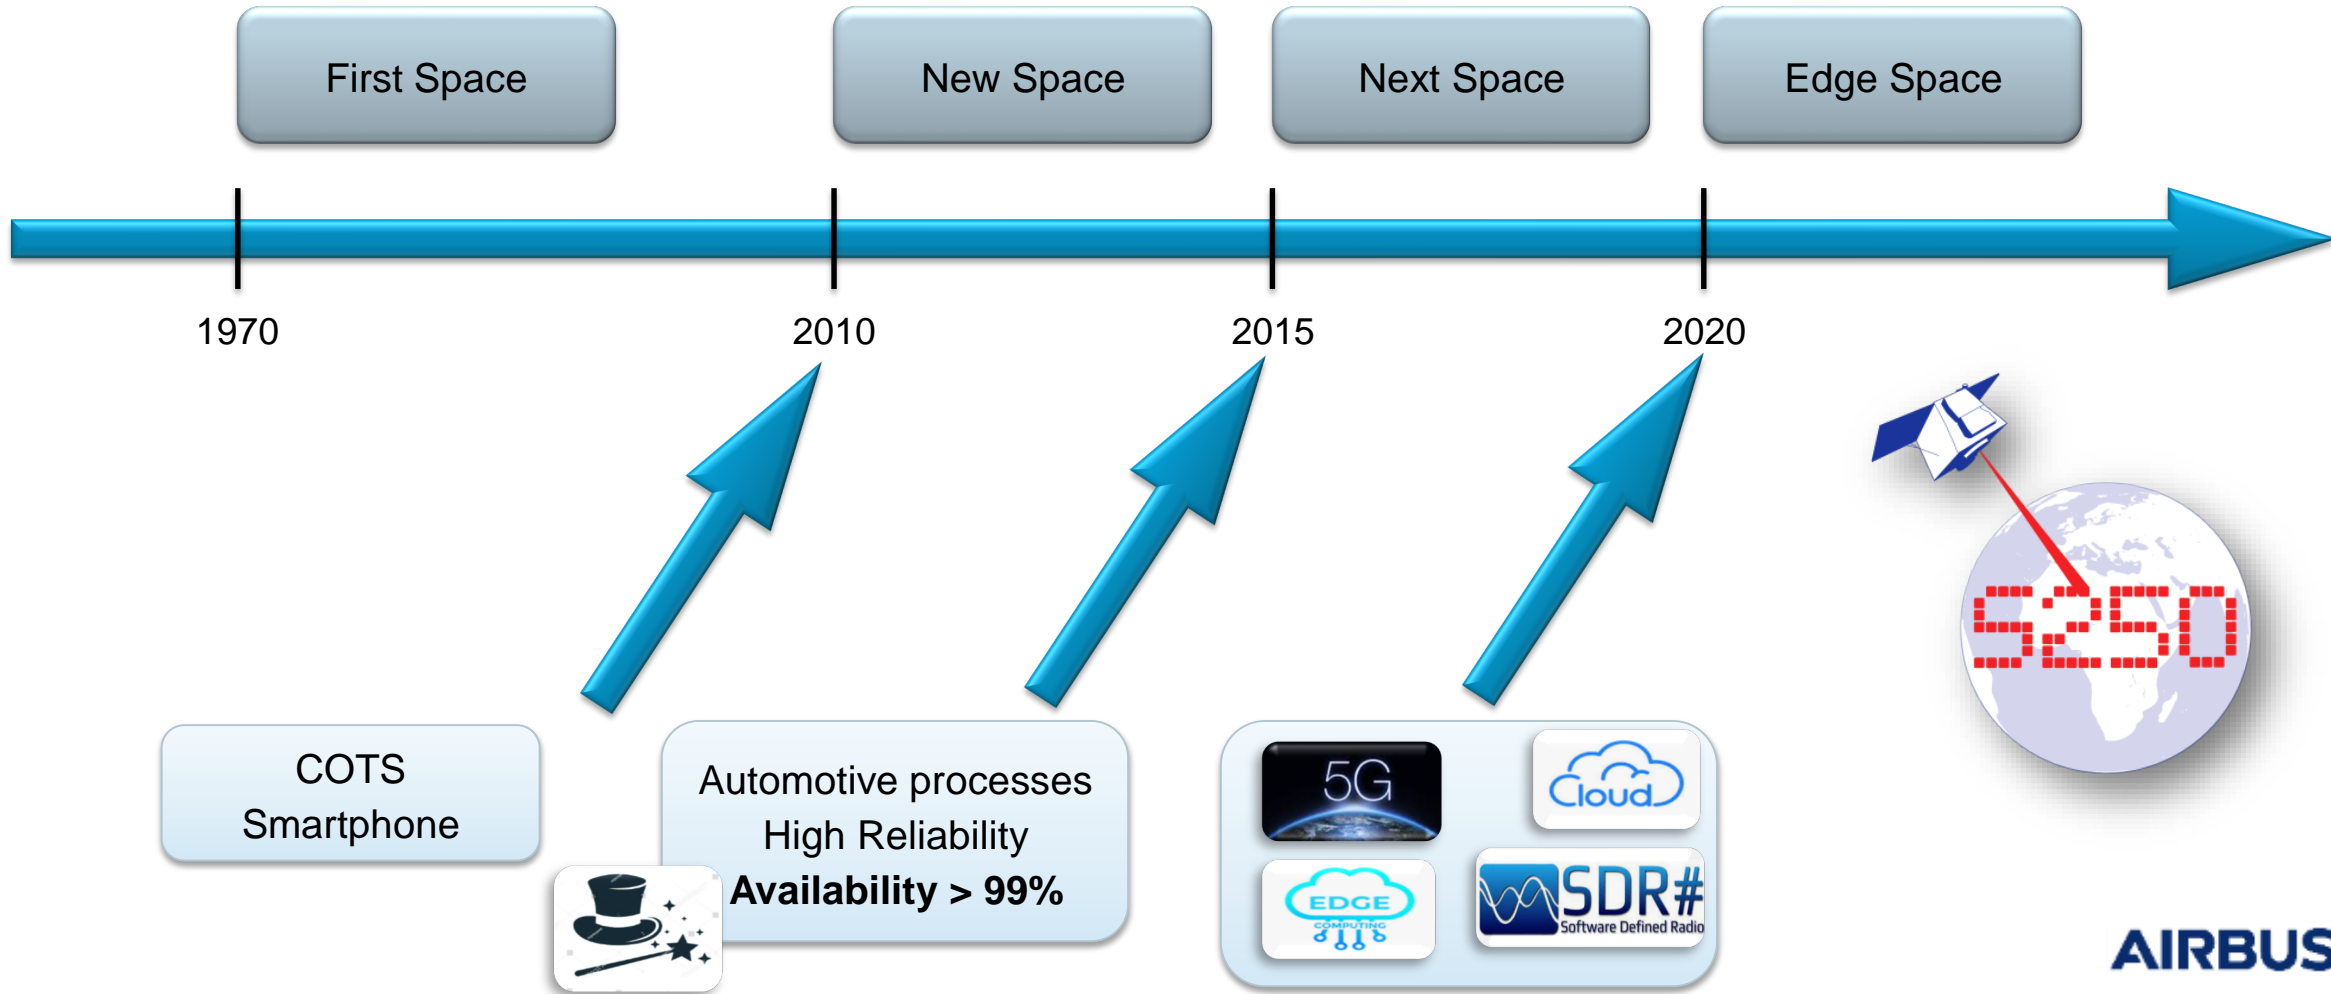 First Space
New Space
Next Space
Edge Space
1970
2010
2015
2020
COTS
Smartphone
Automotive processes
High Reliability
Availability > 99%
5G
Cloud
EDGE
COMPUTING
SDR#
Software Defined Radio
S250
AIRBUS